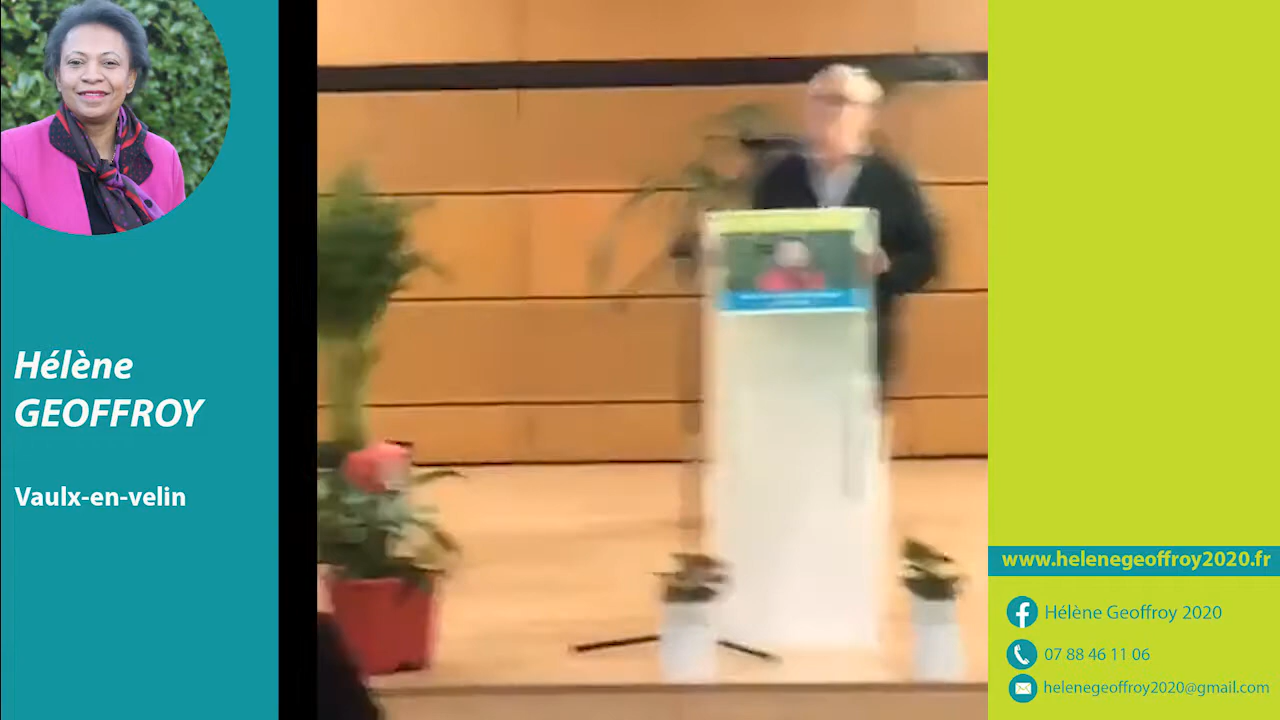 Hélène
GEOFFROY
Vaulx-en-velin
www.helenegeoffroy2020.fr
Hélène Geoffroy 2020
07 88 46 11 06
helenegeoffroy2020@gmail.com